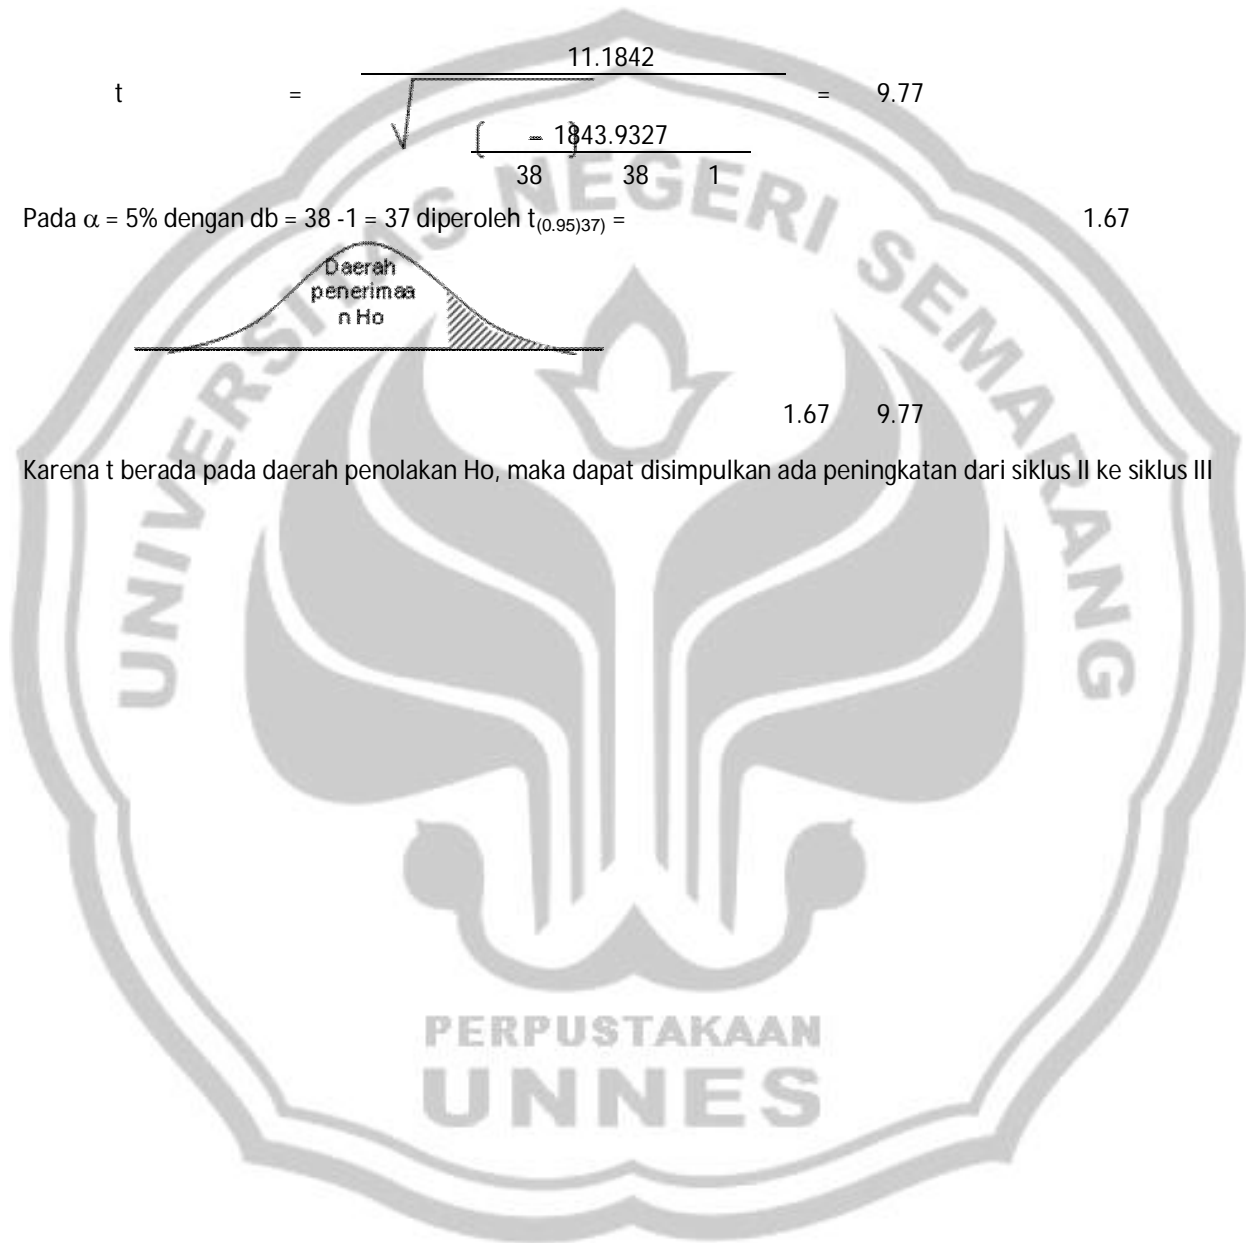 11.1842
t = = 9.77
( - ) 1843.9327
38 38 1
Pada α = 5% dengan db = 38 -1 = 37 diperoleh t(0.95)37) = 1.67
Daerah
penerimaa
n Ho
1.67 9.77
Karena t berada pada daerah penolakan Ho, maka dapat disimpulkan ada peningkatan dari siklus II ke siklus III
UNIVERSITAS NEGERI SEMARANG
PERPUSTAKAAN
UNNES